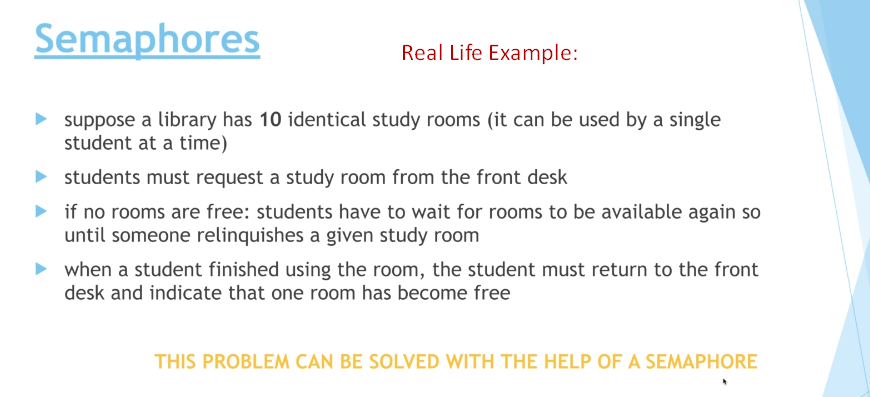 Semaphores
Real Life Example:
suppose a library has 10 identical study rooms (it can be used by a single
student at a time)
students must request a study room from the front desk
if no rooms are free: students have to wait for rooms to be available again so
until someone relinquishes a given study room
when a student finished using the room, the student must return to the front
desk and indicate that one room has become free
THIS PROBLEM CAN BE SOLVED WITH THE HELP OF A SEMAPHORE